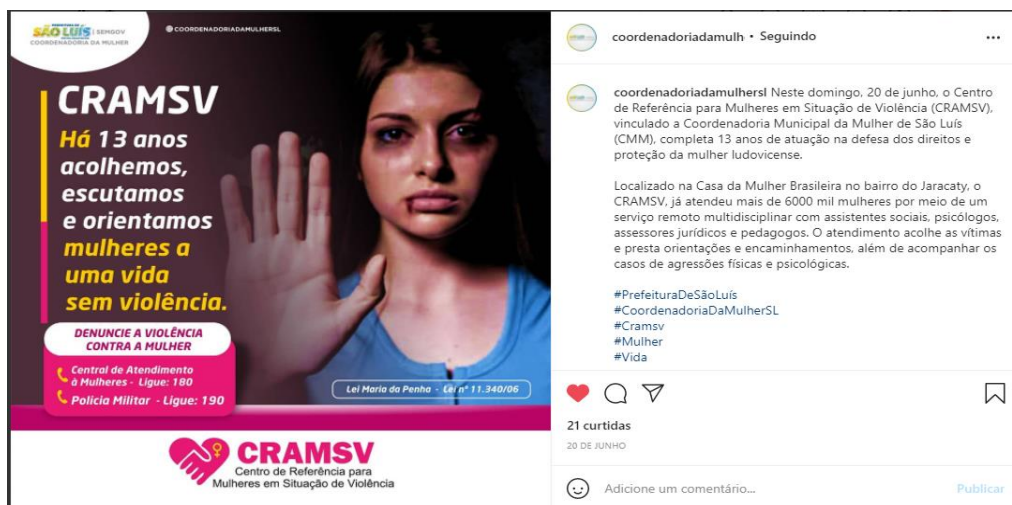 PREFEITURA DE
SÃO LUÍS | SEMGOV
COORDENADORIA DA MULHER
@COORDENADORIADAMULHERSL
CRAMSV
Há 13 anos
acolhemos,
escutamos
e orientamos
mulheres a
uma vida
sem violência.
DENUNCIE A VIOLÊNCIA
CONTRA A MULHER
Central de Atendimento
à Mulheres - Ligue: 180
Policia Militar - Ligue: 190
Lei Maria da Penha - Lei nº 11.340/06
CRAMSV
Centro de Referência para
Mulheres em Situação de Violência
coordenadoriadamulh • Seguindo
coordenadoriadamulhersl Neste domingo, 20 de junho, o Centro
de Referência para Mulheres em Situação de Violência (CRAMSV),
vinculado a Coordenadoria Municipal da Mulher de São Luís
(CMM), completa 13 anos de atuação na defesa dos direitos e
proteção da mulher ludovicense.
Localizado na Casa da Mulher Brasileira no bairro do Jaracaty, o
CRAMSV, já atendeu mais de 6000 mil mulheres por meio de um
serviço remoto multidisciplinar com assistentes sociais, psicólogos,
assessores jurídicos e pedagogos. O atendimento acolhe as vítimas
e presta orientações e encaminhamentos, além de acompanhar os
casos de agressões físicas e psicológicas.
#PrefeituraDeSãoLuís
#CoordenadoriaDaMulherSL
#Cramsv
#Mulher
#Vida
21 curtidas
20 DE JUNHO
Adicione um comentário...
Publicar